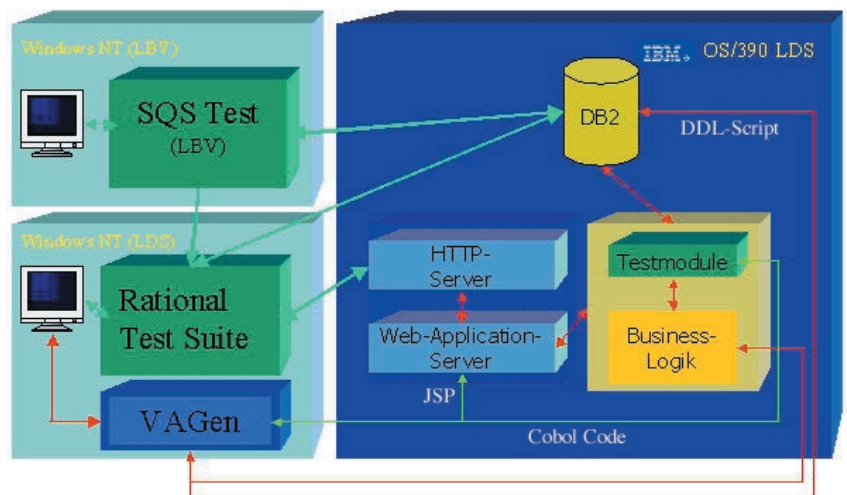 Windows NT (LBV)
SQS Test
(LBV)
IBM® OS/390 LDS
DB2
DDL-Script
Windows NT (LDS)
Rational
Test Suite
VAGen
HTTP-
Server
Web-Application-
Server
JSP
Testmodule
Business-
Logik
Cobol Code